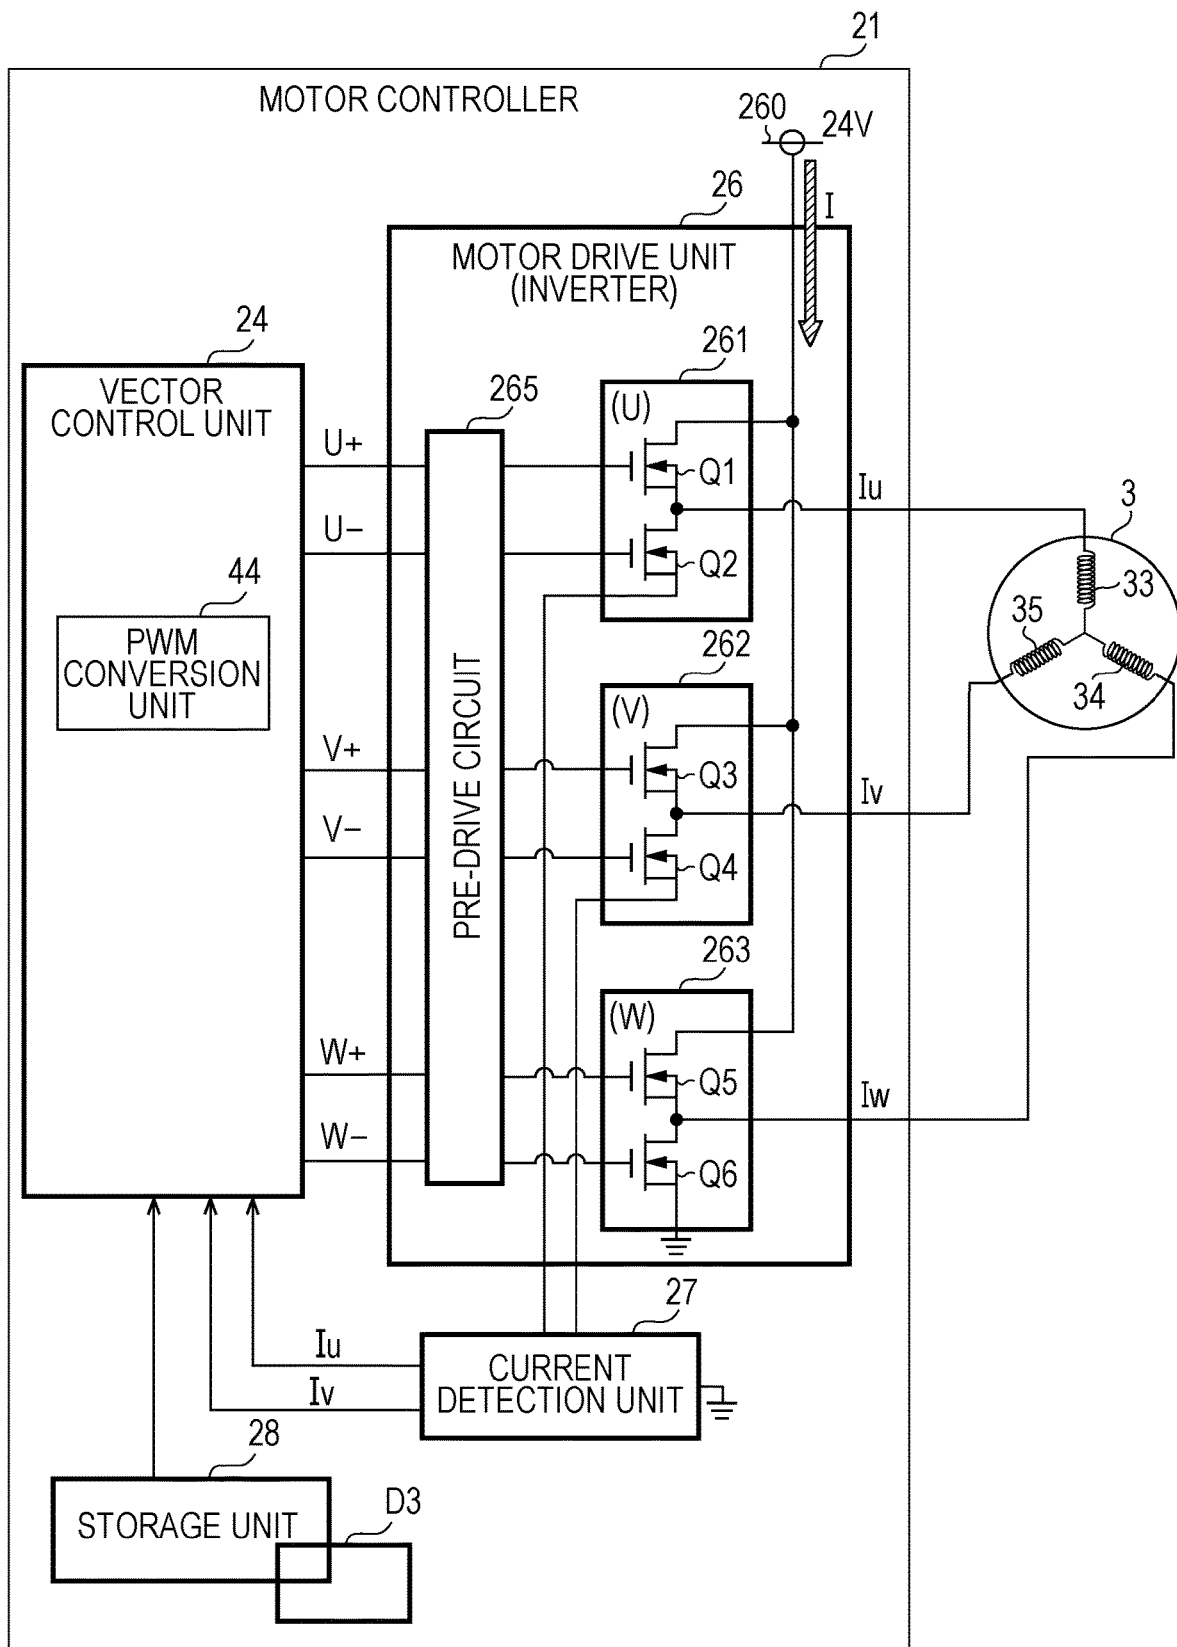 21
MOTOR CONTROLLER
260
24V
I
26
MOTOR DRIVE UNIT
(INVERTER)
24
VECTOR
CONTROL UNIT
261
265
(U)
U+
Q1
Iu
3
U−
Q2
33
44
PWM
CONVERSION
UNIT
35
34
262
PRE-DRIVE CIRCUIT
(V)
V+
Q3
Iv
V−
Q4
263
(W)
W+
Q5
Iw
W−
Q6
27
Iu
CURRENT
DETECTION UNIT
Iv
28
STORAGE UNIT
D3